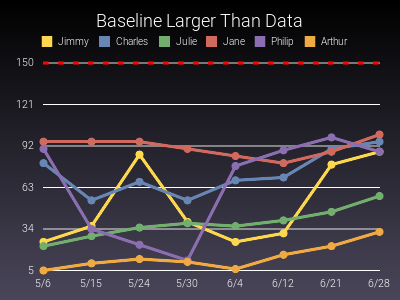 Baseline Larger Than Data
Jimmy Charles Julie Jane Philip Arthur
150
121
92
63
34
5
5/6 5/15 5/24 5/30 6/4 6/12 6/21 6/28